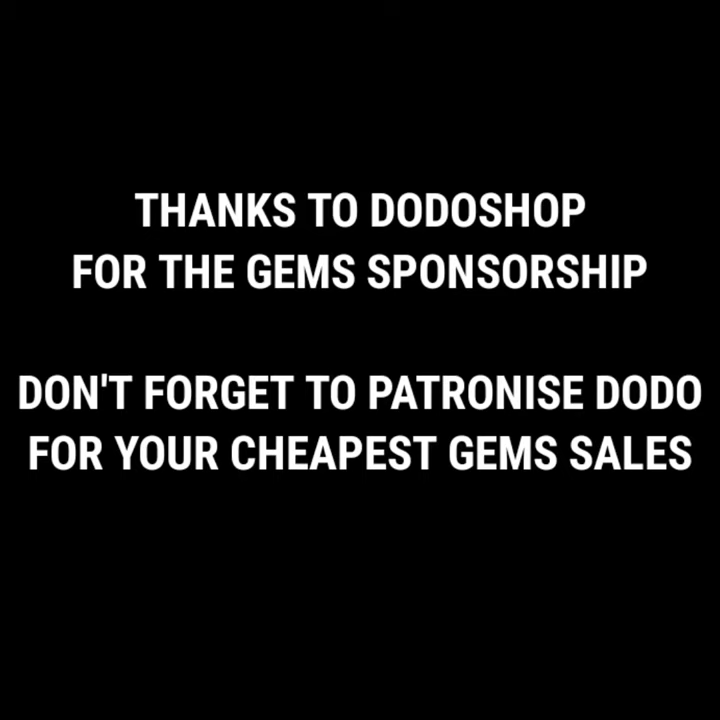 THANKS TO DODOSHOP
FOR THE GEMS SPONSORSHIP
DON'T FORGET TO PATRONISE DODO
FOR YOUR CHEAPEST GEMS SALES